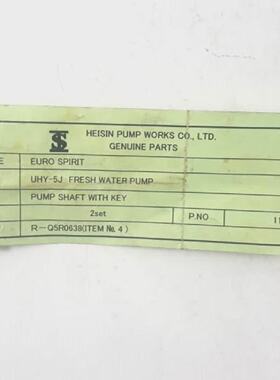 HEISIN PUMP WORKS CO., LTD.
GENUINE PARTS
E EURO SPIRIT
UHY-5J FRESH WATER PUMP
PUMP SHAFT WITH KEY
2set P.NO 11
R-Q5R0638(ITEM No. 4)